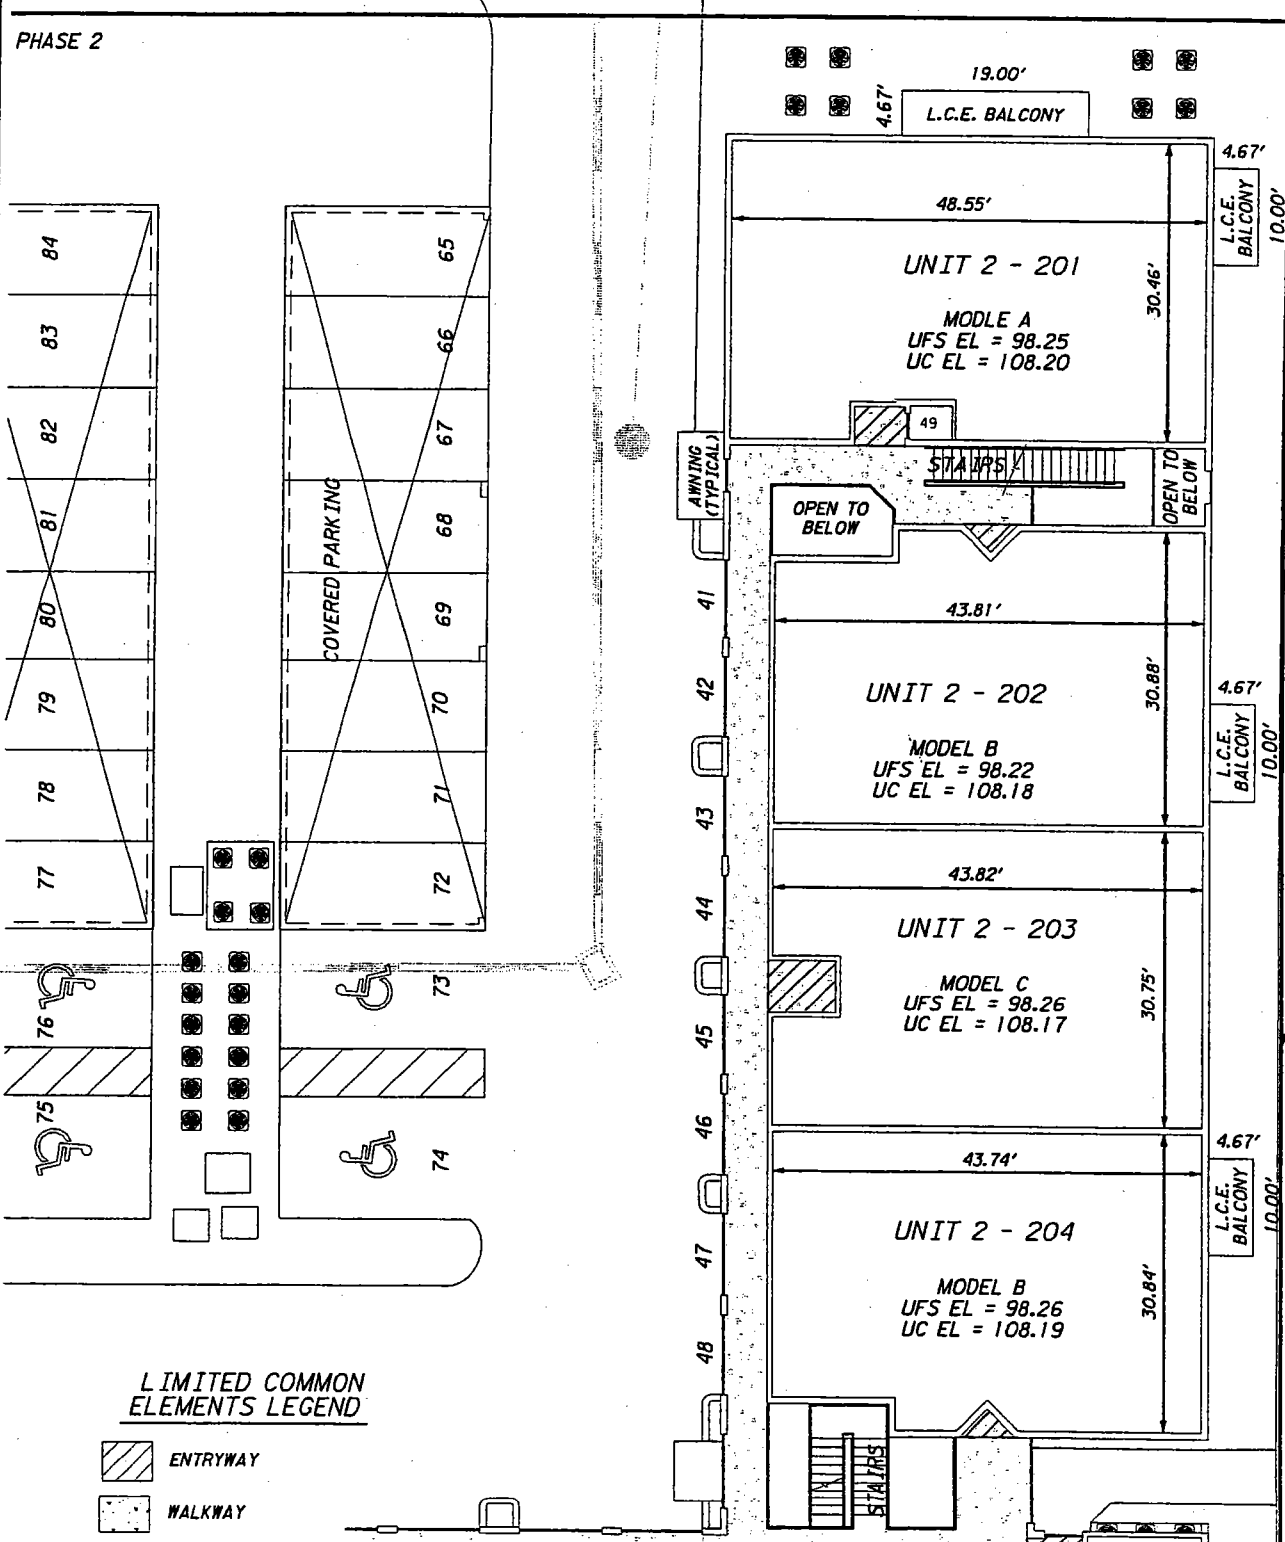 PHASE 2
19.00'
4.67'
L.C.E. BALCONY
4.67'
L.C.E.
BALCONY
10.00'
48.55'
30.46'
UNIT 2 - 201
MODLE A
UFS EL = 98.25
UC EL = 108.20
49
STAIRS
OPEN TO
BELOW
AWNING
(TYPICAL)
OPEN TO
BELOW
43.81'
30.88'
UNIT 2 - 202
MODEL B
UFS EL = 98.22
UC EL = 108.18
4.67'
L.C.E.
BALCONY
10.00'
43.82'
UNIT 2 - 203
MODEL C
UFS EL = 98.26
UC EL = 108.17
30.75'
43.74'
4.67'
L.C.E.
BALCONY
10.00'
UNIT 2 - 204
MODEL B
UFS EL = 98.26
UC EL = 108.19
30.84'
STAIRS
84
83
82
81
80
79
78
77
76
75
COVERED PARKING
65
66
67
68
69
70
71
72
73
74
41
42
43
44
45
46
47
48
LIMITED COMMON
ELEMENTS LEGEND
ENTRYWAY
WALKWAY